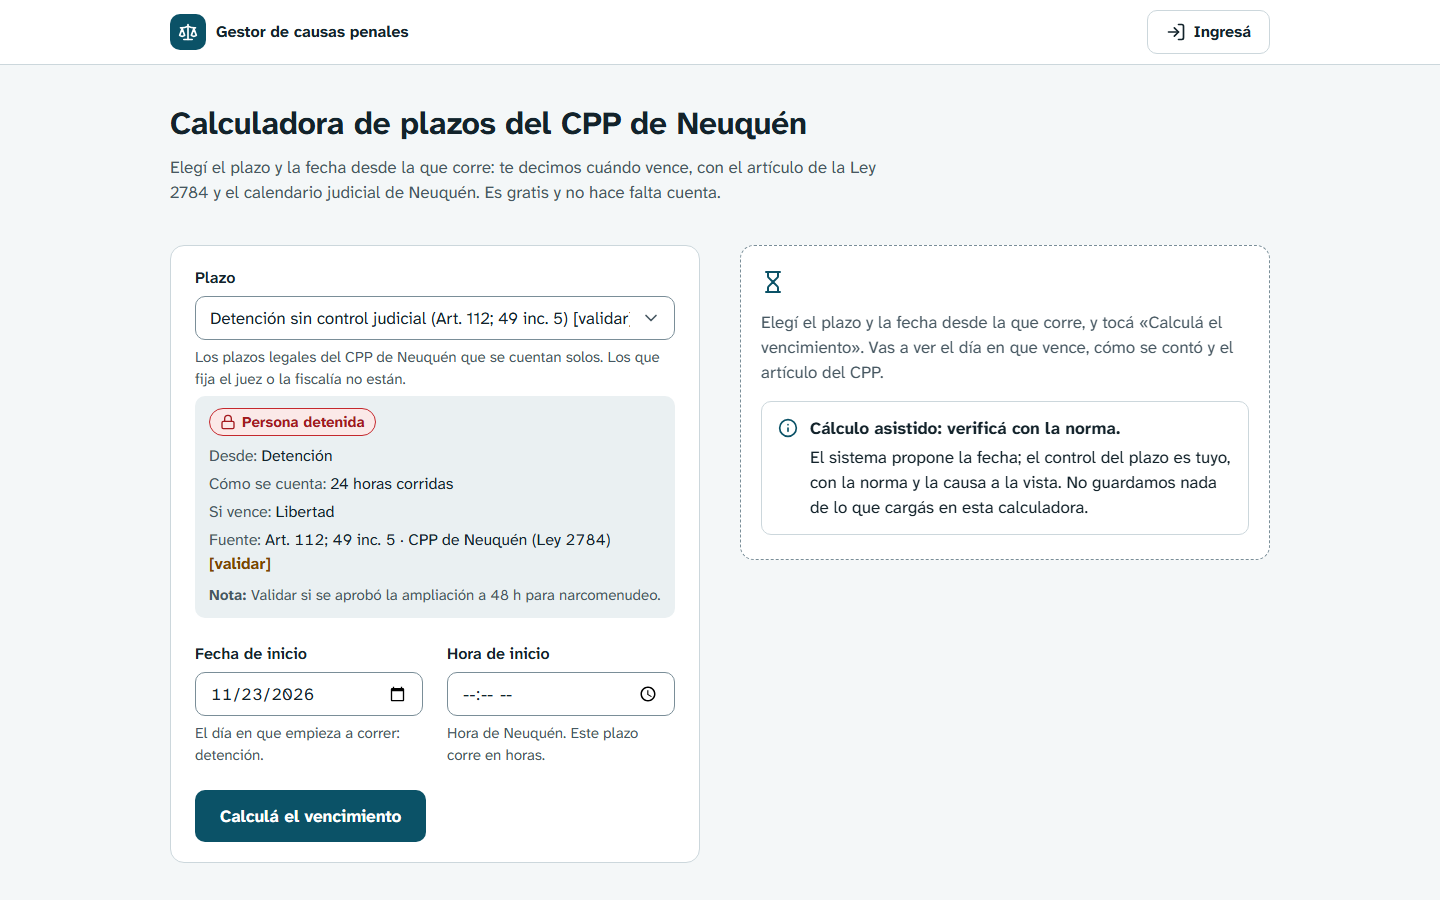 Gestor de causas penales
Ingresá
Calculadora de plazos del CPP de Neuquén
Elegí el plazo y la fecha desde la que corre: te decimos cuándo vence, con el artículo de la Ley
2784 y el calendario judicial de Neuquén. Es gratis y no hace falta cuenta.
Plazo
Detención sin control judicial (Art. 112; 49 inc. 5) [validar]
Los plazos legales del CPP de Neuquén que se cuentan solos. Los que
fija el juez o la fiscalía no están.
Persona detenida
Desde: Detención
Cómo se cuenta: 24 horas corridas
Si vence: Libertad
Fuente: Art. 112; 49 inc. 5 · CPP de Neuquén (Ley 2784)
[validar]
Nota: Validar si se aprobó la ampliación a 48 h para narcomenudeo.
Fecha de inicio
11/23/2026
El día en que empieza a correr:
detención.
Hora de inicio
--:-- --
Hora de Neuquén. Este plazo
corre en horas.
Calculá el vencimiento
Elegí el plazo y la fecha desde la que corre, y tocá «Calculá el
vencimiento». Vas a ver el día en que vence, cómo se contó y el
artículo del CPP.
Cálculo asistido: verificá con la norma.
El sistema propone la fecha; el control del plazo es tuyo,
con la norma y la causa a la vista. No guardamos nada
de lo que cargás en esta calculadora.